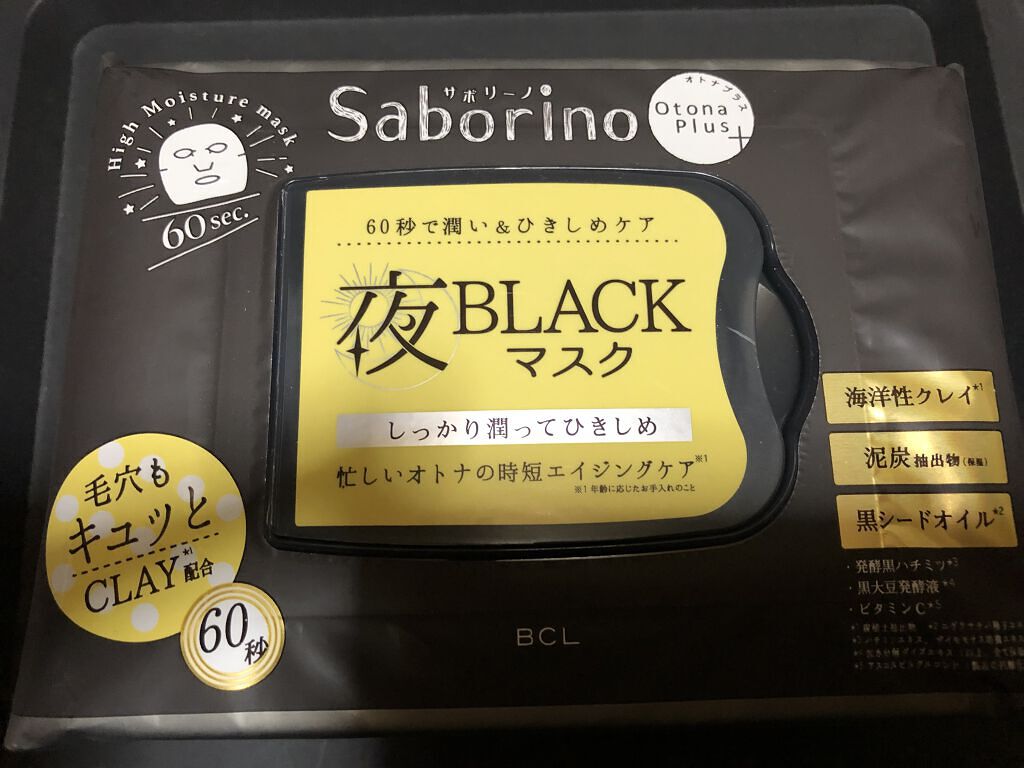 High Moisture mask
60 sec.
サボリーノ
Saborino
オトナプラス
Otona
Plus+
60秒で潤い&ひきしめケア
夜BLACK
マスク
しっかり潤ってひきしめ
忙しいオトナの時短エイジングケア※1
※1年齢に応じたお手入れのこと
毛穴も
キュッと
CLAY*1配合
60秒
海洋性クレイ*1
泥炭抽出物(保湿)
黒シードオイル*2
・発酵黒ハチミツ*3
・黒大豆発酵液*4
・ビタミンC*5
BCL